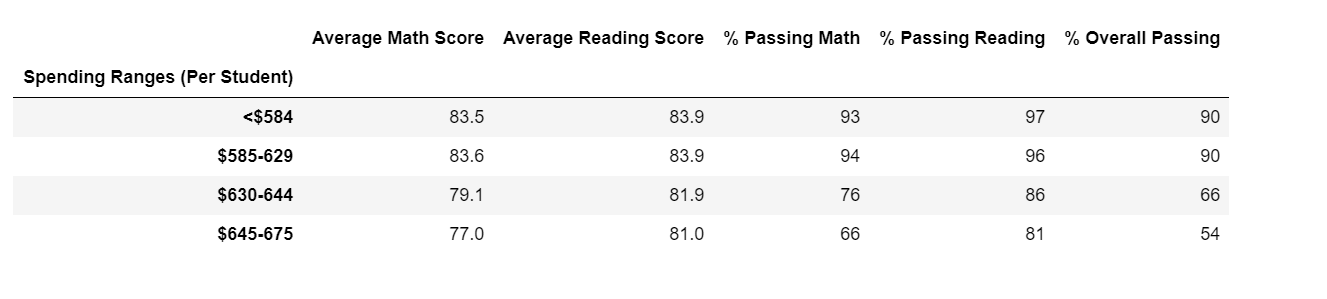 Average Math Score Average Reading Score % Passing Math % Passing Reading % Overall Passing
Spending Ranges (Per Student)
<$584 83.5 83.9 93 97 90
$585-629 83.6 83.9 94 96 90
$630-644 79.1 81.9 76 86 66
$645-675 77.0 81.0 66 81 54